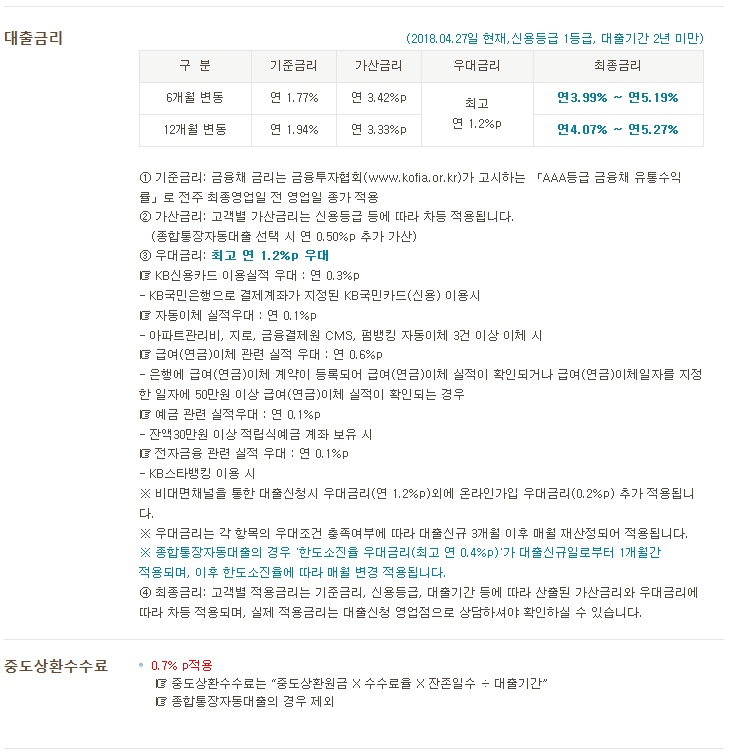 대출금리
(2018.04.27일 현재,신용등급 1등급, 대출기간 2년 미만)
구 분 기준금리 가산금리 우대금리 최종금리
6개월 변동 연 1.77% 연 3.42%p 최고 연 1.2%p 연3.99% ~ 연5.19%
12개월 변동 연 1.94% 연 3.33%p 연4.07% ~ 연5.27%
① 기준금리: 금융채 금리는 금융투자협회(www.kofia.or.kr)가 고시하는 「AAA등급 금융채 유통수익
률」로 전주 최종영업일 전 영업일 종가 적용
② 가산금리: 고객별 가산금리는 신용등급 등에 따라 차등 적용됩니다.
(종합통장자동대출 선택 시 연 0.50%p 추가 가산)
③ 우대금리: 최고 연 1.2%p 우대
☞ KB신용카드 이용실적 우대 : 연 0.3%p
- KB국민은행으로 결제계좌가 지정된 KB국민카드(신용) 이용시
☞ 자동이체 실적우대 : 연 0.1%p
- 아파트관리비, 지로, 금융결제원 CMS, 펌뱅킹 자동이체 3건 이상 이체 시
☞ 급여(연금)이체 관련 실적 우대 : 연 0.6%p
- 은행에 급여(연금)이체 계약이 등록되어 급여(연금)이체 실적이 확인되거나 급여(연금)이체일자를 지정
한 일자에 50만원 이상 급여(연금)이체 실적이 확인되는 경우
☞ 예금 관련 실적우대 : 연 0.1%p
- 잔액30만원 이상 적립식예금 계좌 보유 시
☞ 전자금융 관련 실적 우대 : 연 0.1%p
- KB스타뱅킹 이용 시
※ 비대면채널을 통한 대출신청시 우대금리(연 1.2%p)외에 온라인가입 우대금리(0.2%p) 추가 적용됩니
다.
※ 우대금리는 각 항목의 우대조건 충족여부에 따라 대출신규 3개월 이후 매월 재산정되어 적용됩니다.
※ 종합통장자동대출의 경우 '한도소진율 우대금리(최고 연 0.4%p)'가 대출신규일로부터 1개월간
적용되며, 이후 한도소진율에 따라 매월 변경 적용됩니다.
④ 최종금리: 고객별 적용금리는 기준금리, 신용등급, 대출기간 등에 따라 산출된 가산금리와 우대금리에
따라 차등 적용되며, 실제 적용금리는 대출신청 영업점으로 상담하셔야 확인하실 수 있습니다.
중도상환수수료
• 0.7% p적용
☞ 중도상환수수료는 “중도상환원금 X 수수료율 X 잔존일수 ÷ 대출기간”
☞ 종합통장자동대출의 경우 제외